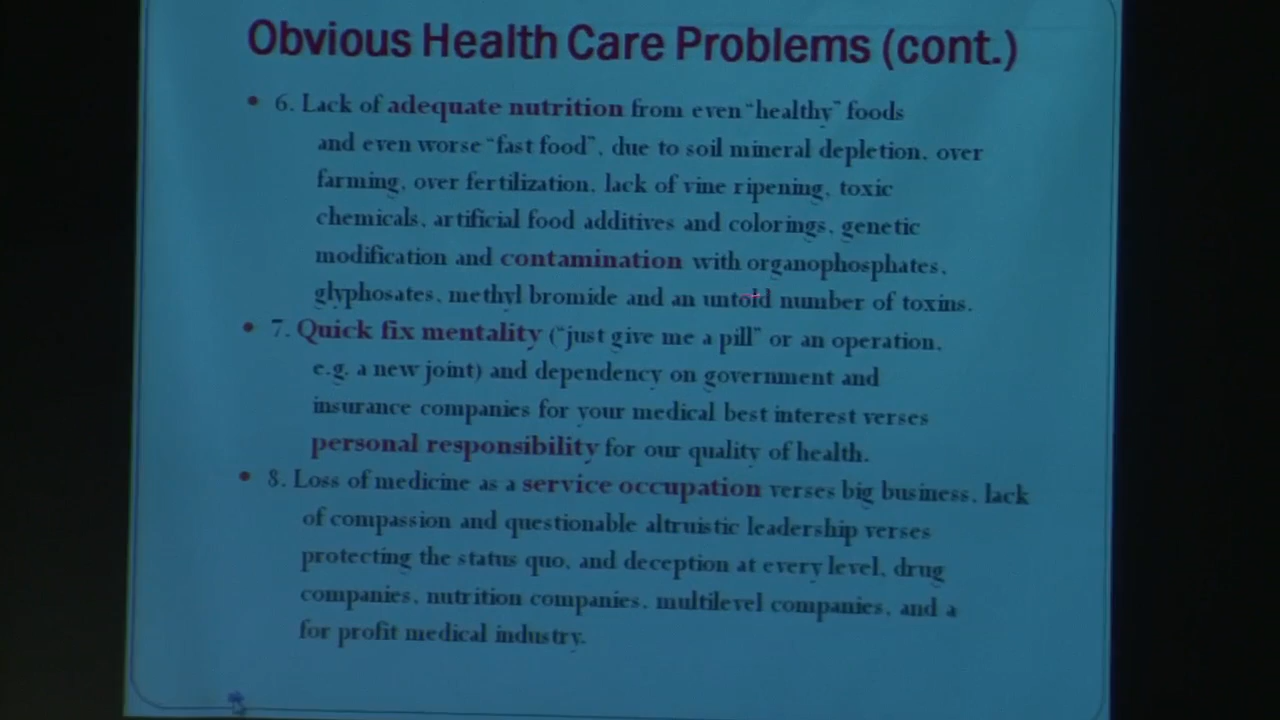 Obvious Health Care Problems (cont.)
• 6. Lack of adequate nutrition from even “healthy” foods
and even worse “fast food”, due to soil mineral depletion, over
farming, over fertilization, lack of vine ripening, toxic
chemicals, artificial food additives and colorings, genetic
modification and contamination with organophosphates,
glyphosates, methyl bromide and an untold number of toxins.
• 7. Quick fix mentality (“just give me a pill” or an operation,
e.g. a new joint) and dependency on government and
insurance companies for your medical best interest verses
personal responsibility for our quality of health.
• 8. Loss of medicine as a service occupation verses big business, lack
of compassion and questionable altruistic leadership verses
protecting the status quo, and deception at every level, drug
companies, nutrition companies, multilevel companies, and a
for profit medical industry.